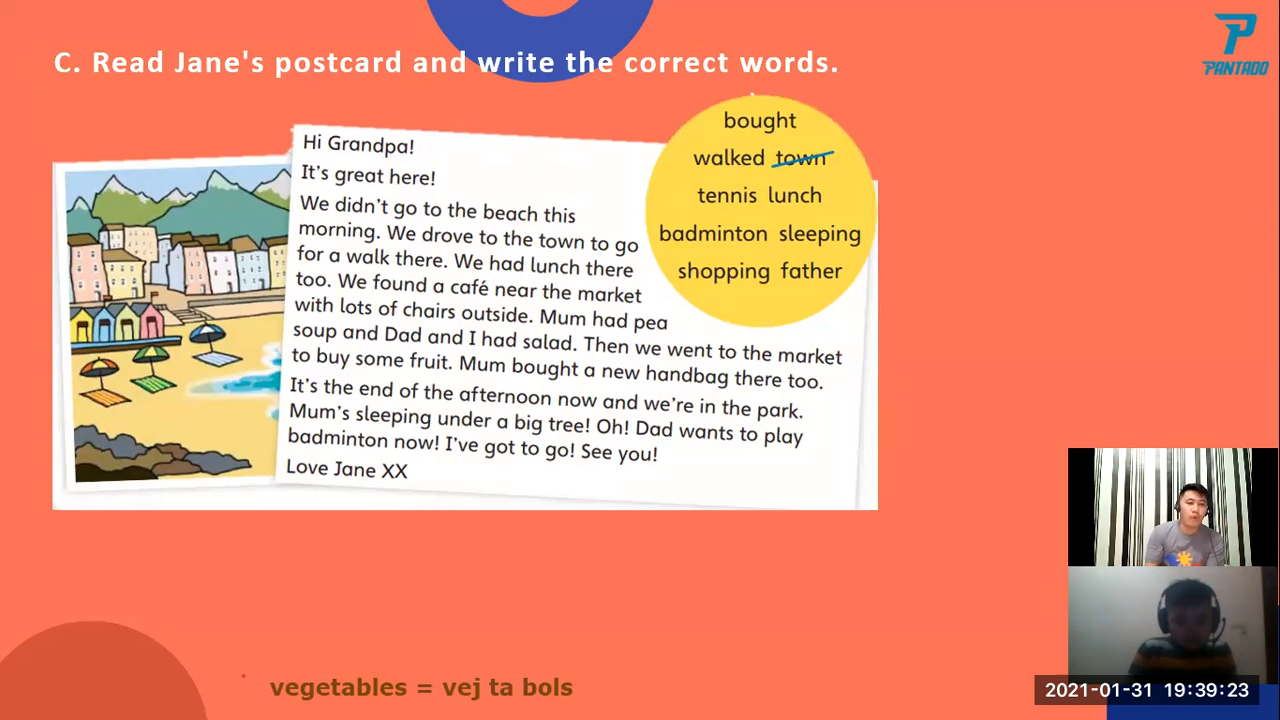 C. Read Jane's postcard and write the correct words.
PANTADO
Hi Grandpa!
It's great here!
We didn't go to the beach this
morning. We drove to the town to go
for a walk there. We had lunch there
too. We found a café near the market
with lots of chairs outside. Mum had pea
soup and Dad and I had salad. Then we went to the market
to buy some fruit. Mum bought a new handbag there too.
It's the end of the afternoon now and we're in the park.
Mum's sleeping under a big tree! Oh! Dad wants to play
badminton now! I've got to go! See you!
Love Jane XX
bought
walked town
tennis lunch
badminton sleeping
shopping father
vegetables = vej ta bols
2021-01-31 19:39:23